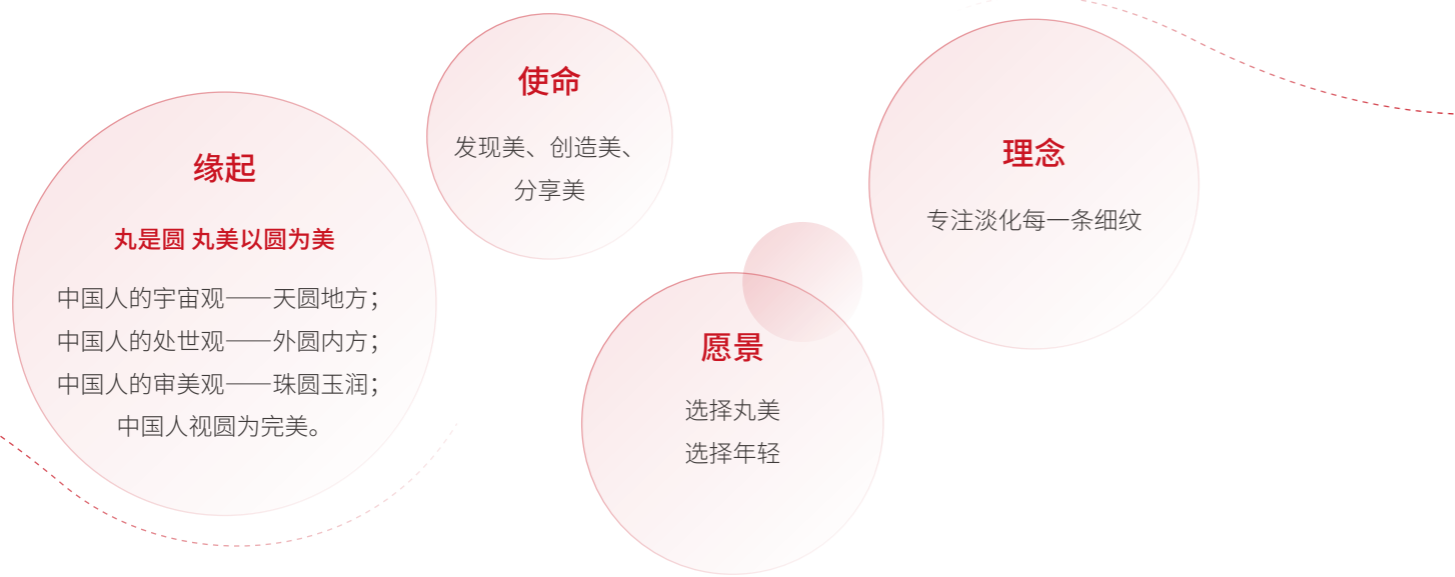 缘起
丸是圆 丸美以圆为美
中国人的宇宙观——天圆地方；
中国人的处世观——外圆内方；
中国人的审美观——珠圆玉润；
中国人视圆为完美。
使命
发现美、创造美、
分享美
愿景
选择丸美
选择年轻
理念
专注淡化每一条细纹